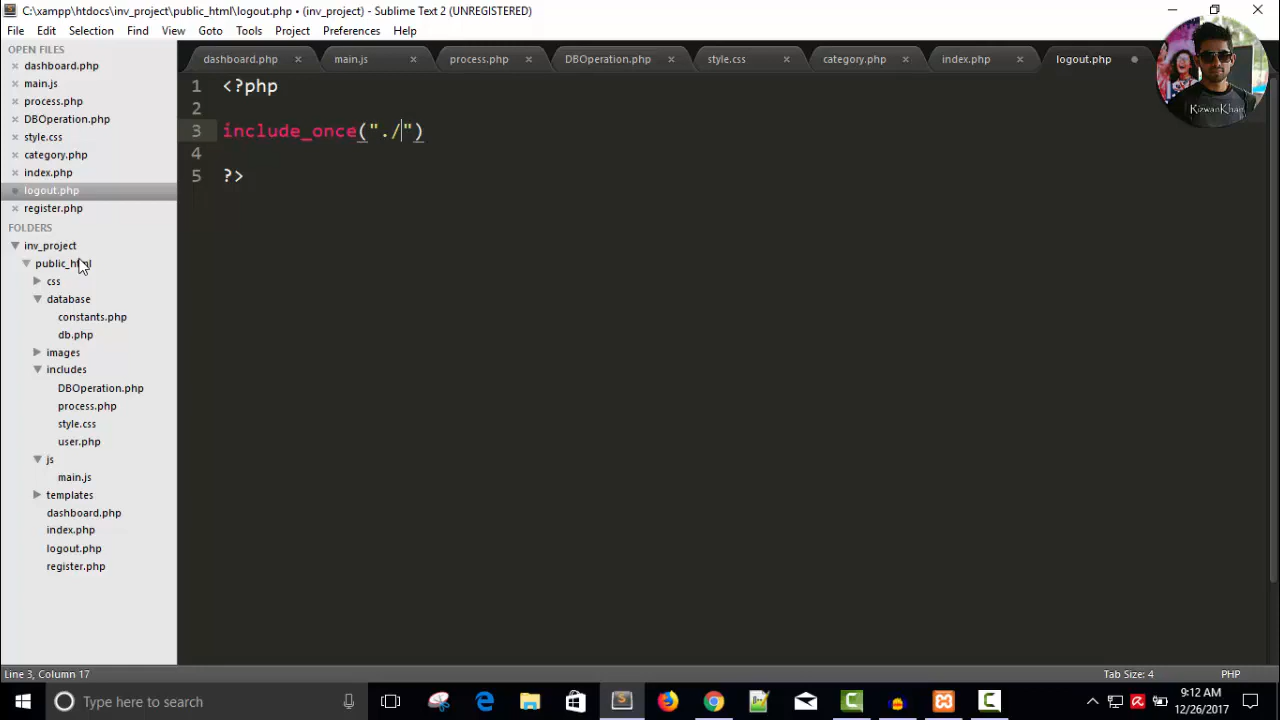 C:\xampp\htdocs\inv_project\public_html\logout.php • (inv_project) - Sublime Text 2 (UNREGISTERED)
File Edit Selection Find View Goto Tools Project Preferences Help
OPEN FILES
dashboard.php
main.js
process.php
DBOperation.php
style.css
category.php
index.php
logout.php
register.php
FOLDERS
inv_project
public_html
css
database
constants.php
db.php
images
includes
DBOperation.php
process.php
style.css
user.php
js
main.js
templates
dashboard.php
index.php
logout.php
register.php
dashboard.php main.js process.php DBOperation.php style.css category.php index.php logout.php
1 <?php
2
3 include_once("./")
4
5 ?>
RizwanKhan
Line 3, Column 17 Tab Size: 4 PHP
Type here to search
9:12 AM
12/26/2017